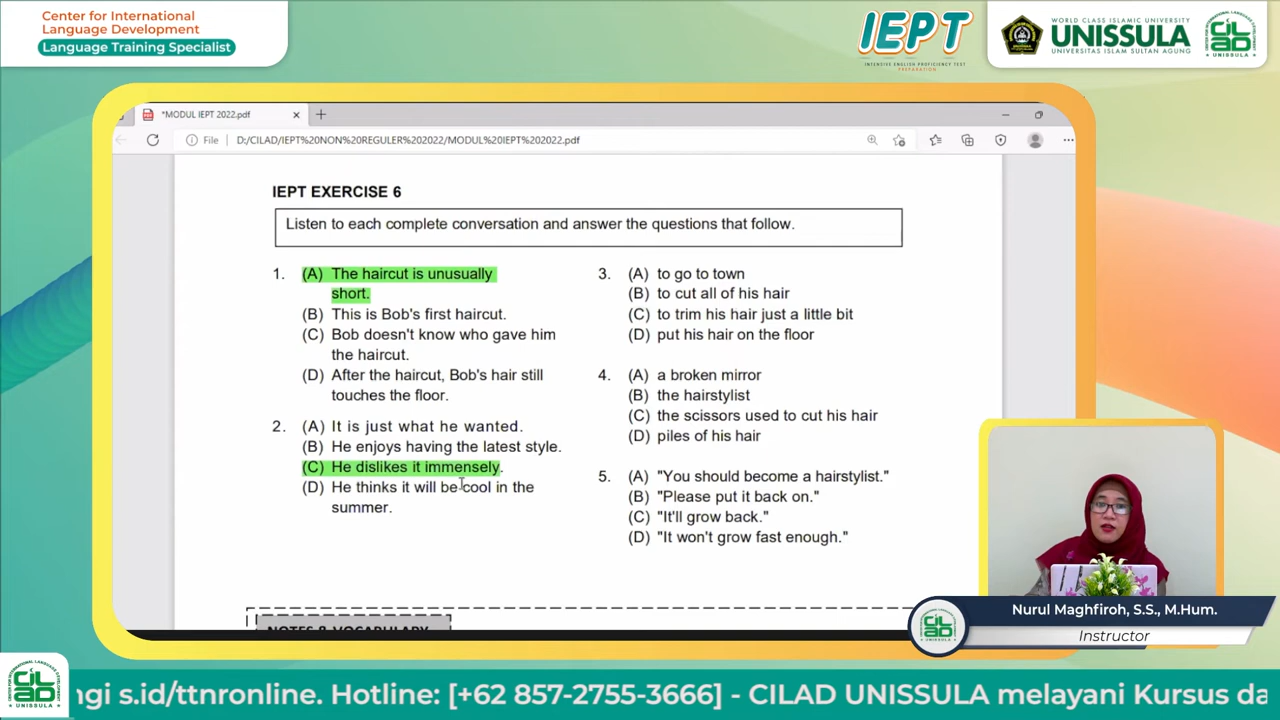 Center for International
Language Development
Language Training Specialist
IEPT
INTENSIVE ENGLISH PROFICIENCY TEST
PREPARATION
WORLD CLASS ISLAMIC UNIVERSITY
UNISSULA
UNIVERSITAS ISLAM SULTAN AGUNG
CILAD
UNISSULA
*MODUL IEPT 2022.pdf
File | D:/CILAD/IEPT%20NON%20REGULER%202022/MODUL%20IEPT%202022.pdf
IEPT EXERCISE 6
Listen to each complete conversation and answer the questions that follow.
1. (A) The haircut is unusually
short.
(B) This is Bob's first haircut.
(C) Bob doesn't know who gave him
the haircut.
(D) After the haircut, Bob's hair still
touches the floor.
2. (A) It is just what he wanted.
(B) He enjoys having the latest style.
(C) He dislikes it immensely.
(D) He thinks it will be cool in the
summer.
3. (A) to go to town
(B) to cut all of his hair
(C) to trim his hair just a little bit
(D) put his hair on the floor
4. (A) a broken mirror
(B) the hairstylist
(C) the scissors used to cut his hair
(D) piles of his hair
5. (A) "You should become a hairstylist."
(B) "Please put it back on."
(C) "It'll grow back."
(D) "It won't grow fast enough."
NOTES & VOCABULARY
Nurul Maghfiroh, S.S., M.Hum.
Instructor
CILAD
UNISSULA
ngi s.id/ttnronline. Hotline: [+62 857-2755-3666] - CILAD UNISSULA melayani Kursus da